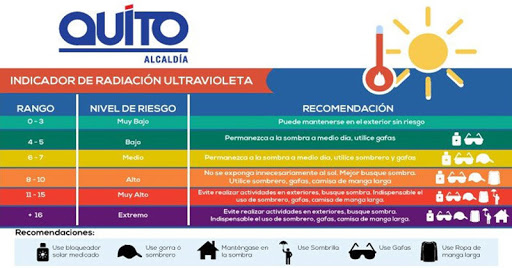 QUITO
ALCALDÍA
INDICADOR DE RADIACIÓN ULTRAVIOLETA
RANGO NIVEL DE RIESGO RECOMENDACIÓN
0 - 3 Muy Bajo Puede mantenerse en el exterior sin riesgo
4 - 5 Bajo Permanezca a la sombra a medio día, utilice gafas
6 - 7 Medio Permanezca a la sombra a medio día, utilice sombrero y gafas
8 - 10 Alto No se exponga innecesariamente al sol. Mejor busque sombra.
Utilice sombrero, gafas, camisa de manga larga
11 - 15 Muy Alto Evite realizar actividades en exteriores, busque sombra. Indispensable el
uso de sombrero, gafas, camisa de manga larga.
+ 16 Extremo Evite realizar actividades en exteriores, busque sombra.
Indispensable el uso de sombrero, gafas, camisa de manga larga.
Recomendaciones:
Use bloqueador
solar medicado
Use gorra ó
sombrero
Manténgase en
la sombra
Use Sombrilla
Use Gafas
Use Ropa de
manga larga